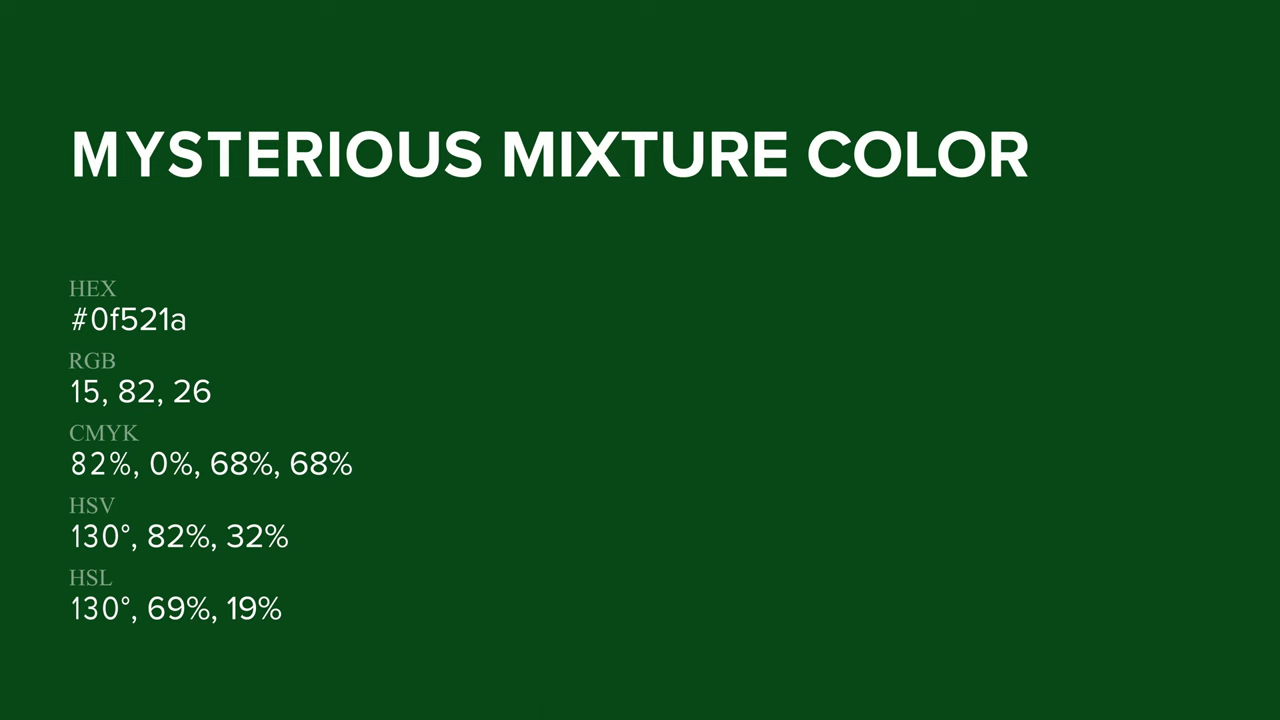 MYSTERIOUS MIXTURE COLOR
HEX
#0f521a
RGB
15, 82, 26
CMYK
82%, 0%, 68%, 68%
HSV
130°, 82%, 32%
HSL
130°, 69%, 19%